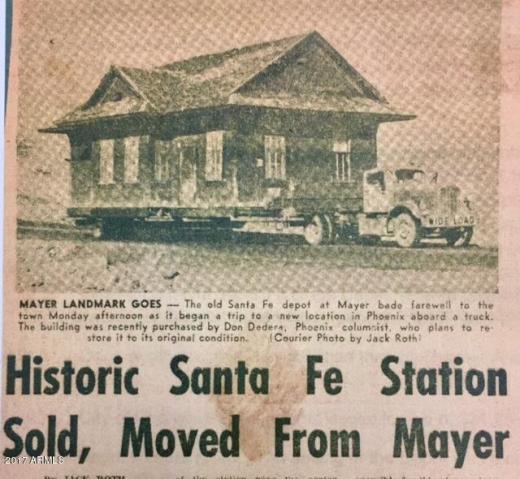 WIDE LOAD
MAYER LANDMARK GOES — The old Santa Fe depot at Mayer bade farewell to the
town Monday afternoon as it began a trip to a new location in Phoenix aboard a truck.
The building was recently purchased by Don Dedera, Phoenix columnist, who plans to re-
store it to its original condition. (Courier Photo by Jack Roth)
Historic Santa Fe Station
Sold, Moved From Mayer
2017 ARMLS
By JACK ROTH